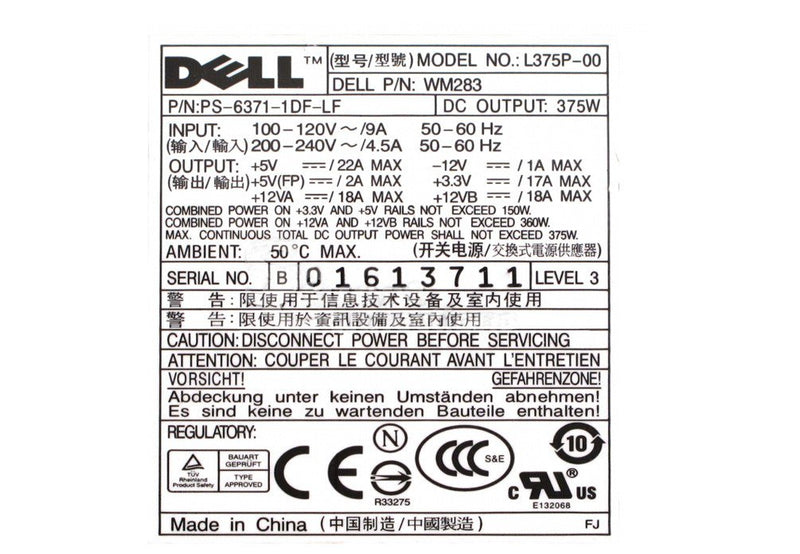 DELL™ (型号/型號) MODEL NO.: L375P-00
DELL P/N: WM283
P/N:PS-6371-1DF-LF DC OUTPUT: 375W
INPUT: 100-120V ~ /9A 50-60 Hz
(输入/輸入) 200-240V ~ /4.5A 50-60 Hz
OUTPUT: +5V ⎓ / 22A MAX -12V ⎓ / 1A MAX
(输出/輸出) +5V(FP) ⎓ / 2A MAX +3.3V ⎓ / 17A MAX
+12VA ⎓ / 18A MAX +12VB ⎓ / 18A MAX
COMBINED POWER ON +3.3V AND +5V RAILS NOT EXCEED 150W.
COMBINED POWER ON +12VA AND +12VB RAILS NOT EXCEED 360W.
MAX. CONTINUOUS TOTAL DC OUTPUT POWER SHALL NOT EXCEED 375W.
AMBIENT: 50°C MAX. (开关电源/交換式電源供應器)
SERIAL NO. B 01613711 LEVEL 3
警 告:限使用于信息技术设备及室内使用
警 告:限使用於資訊設備及室內使用
CAUTION:DISCONNECT POWER BEFORE SERVICING
ATTENTION: COUPER LE COURANT AVANT L'ENTRETIEN
VORSICHT! GEFAHRENZONE!
Abdeckung unter keinen Umständen abnehmen!
Es sind keine zu wartenden Bauteile enthalten!
REGULATORY:
TÜV Rheinland Product Safety
BAUART GEPRÜFT
TYPE APPROVED
CE
N
R33275
CCC S&E
10
c RU® US
E132068
Made in China (中国制造/中國製造) FJ